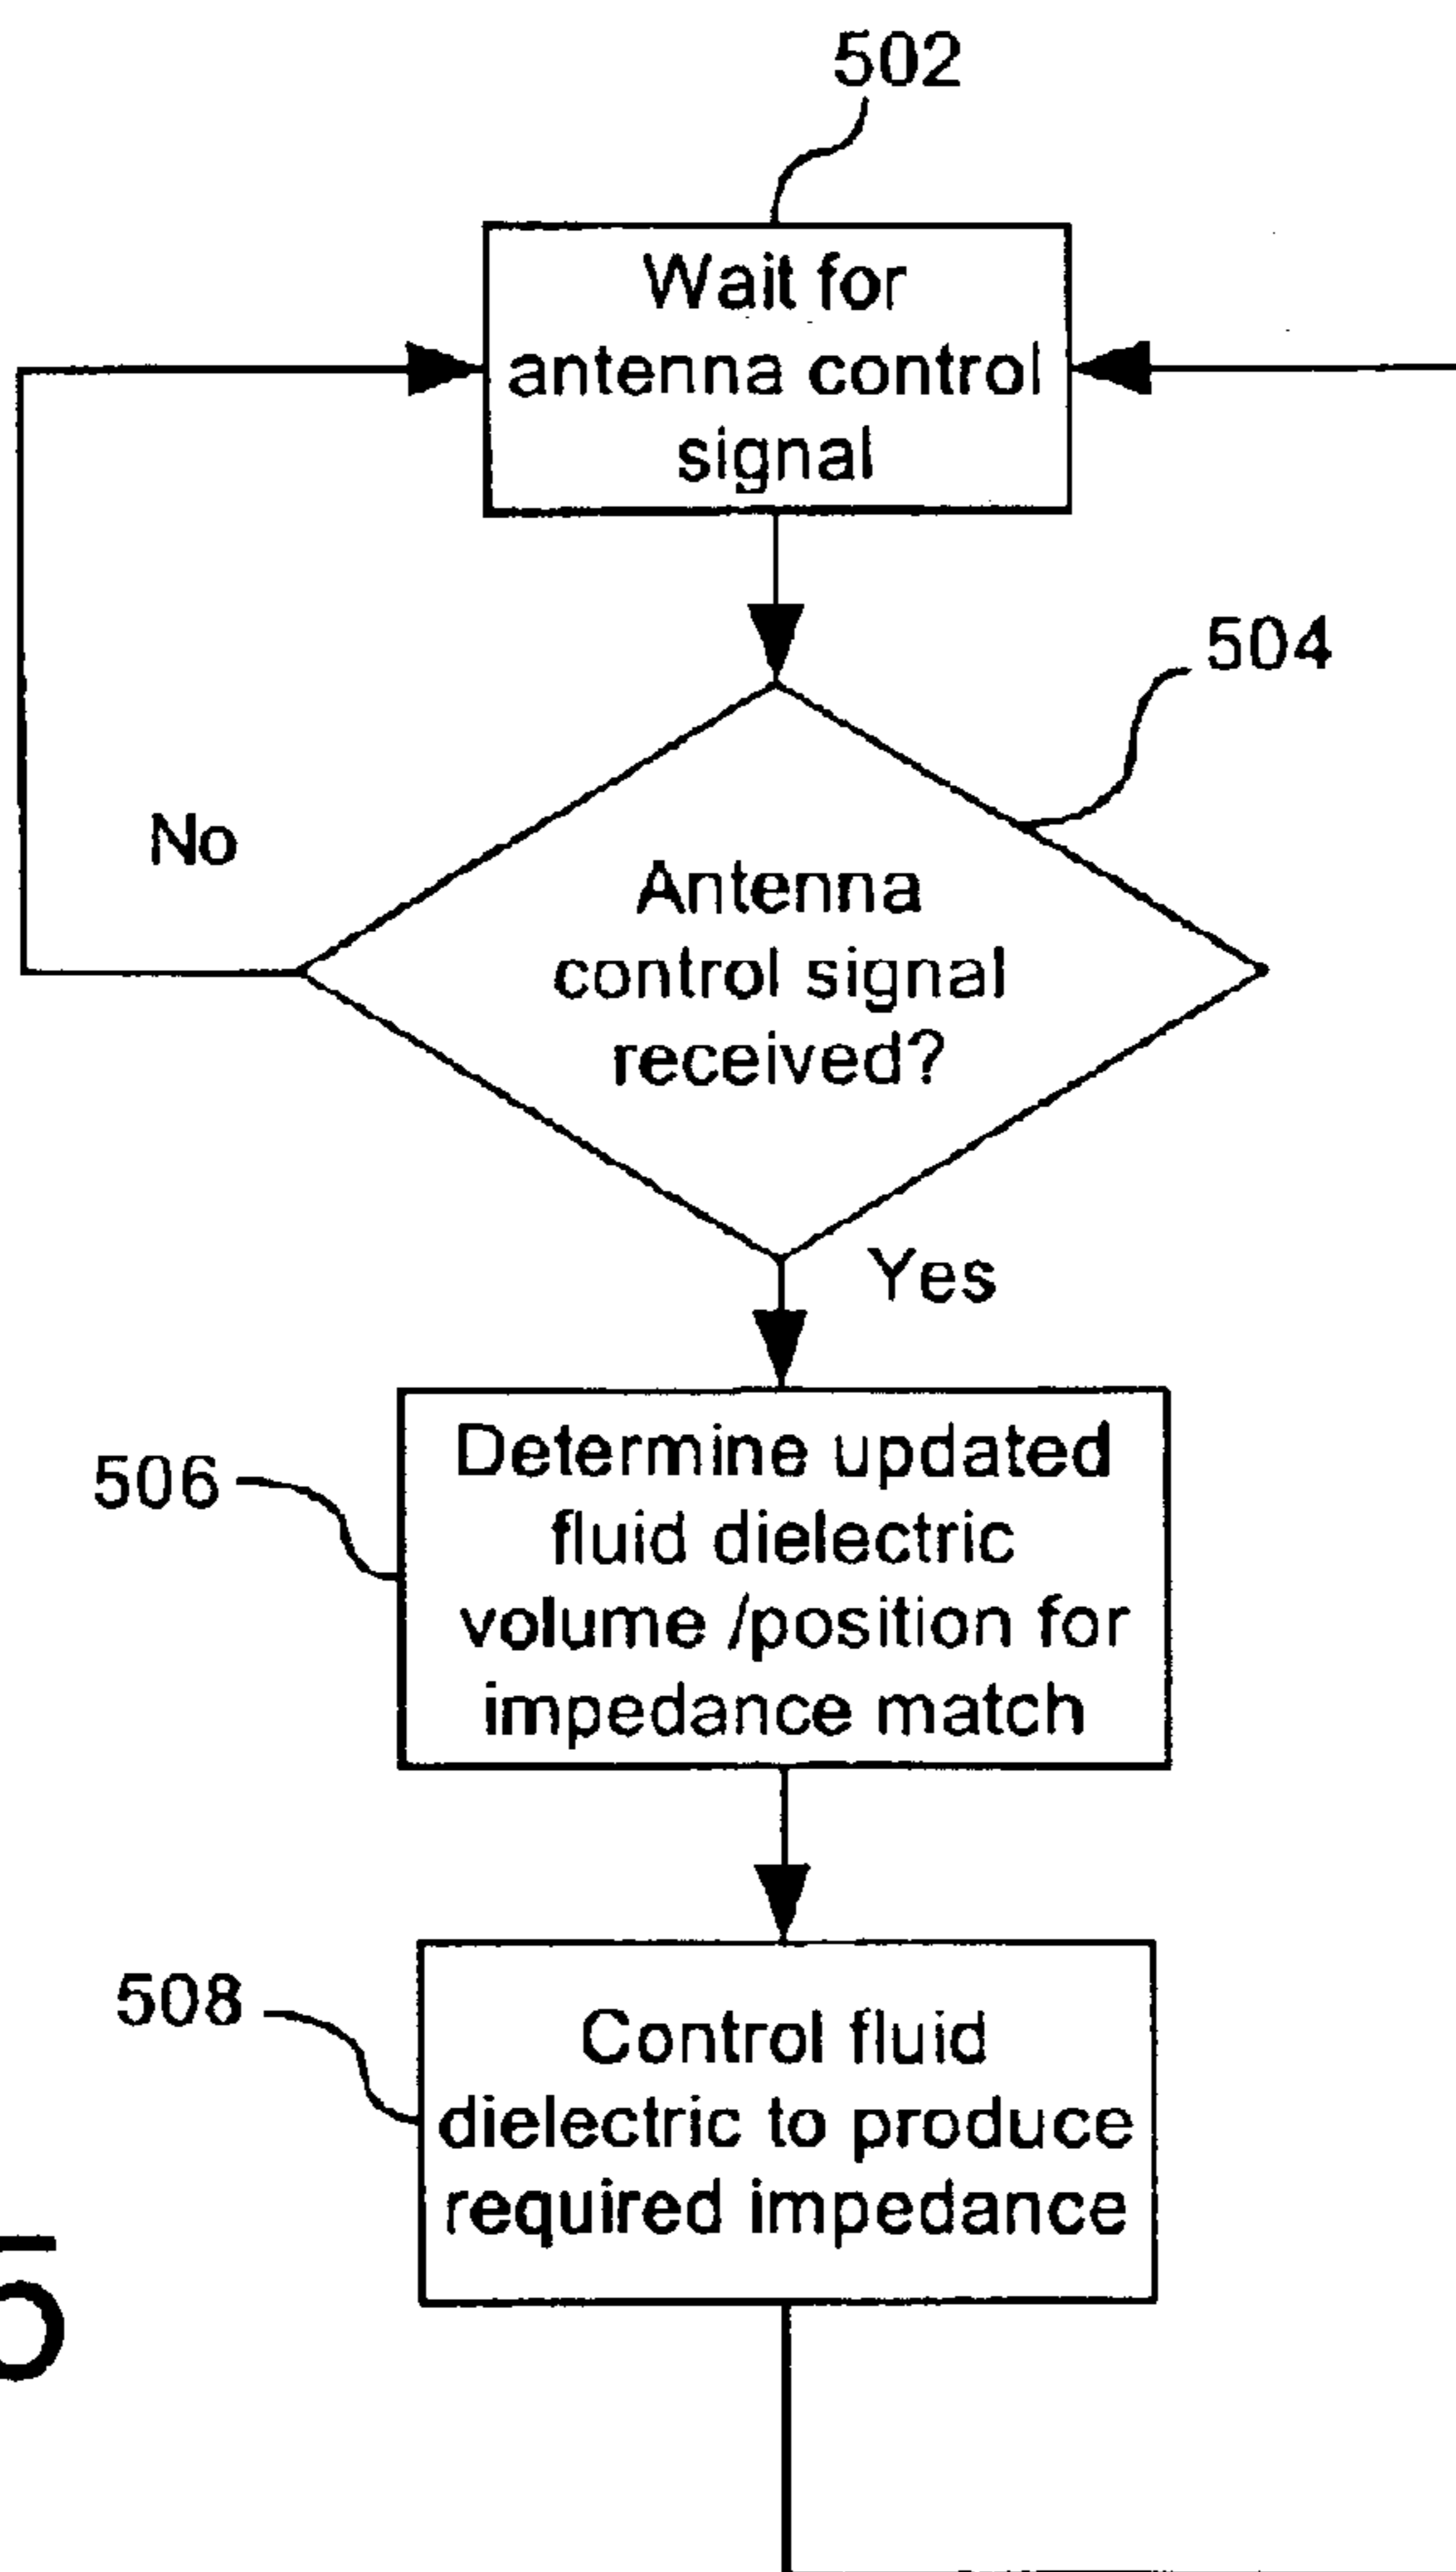 502
Wait for
antenna control
signal
504
No
Antenna
control signal
received?
Yes
506
Determine updated
fluid dielectric
volume /position for
impedance match
508
Control fluid
dielectric to produce
required impedance
5